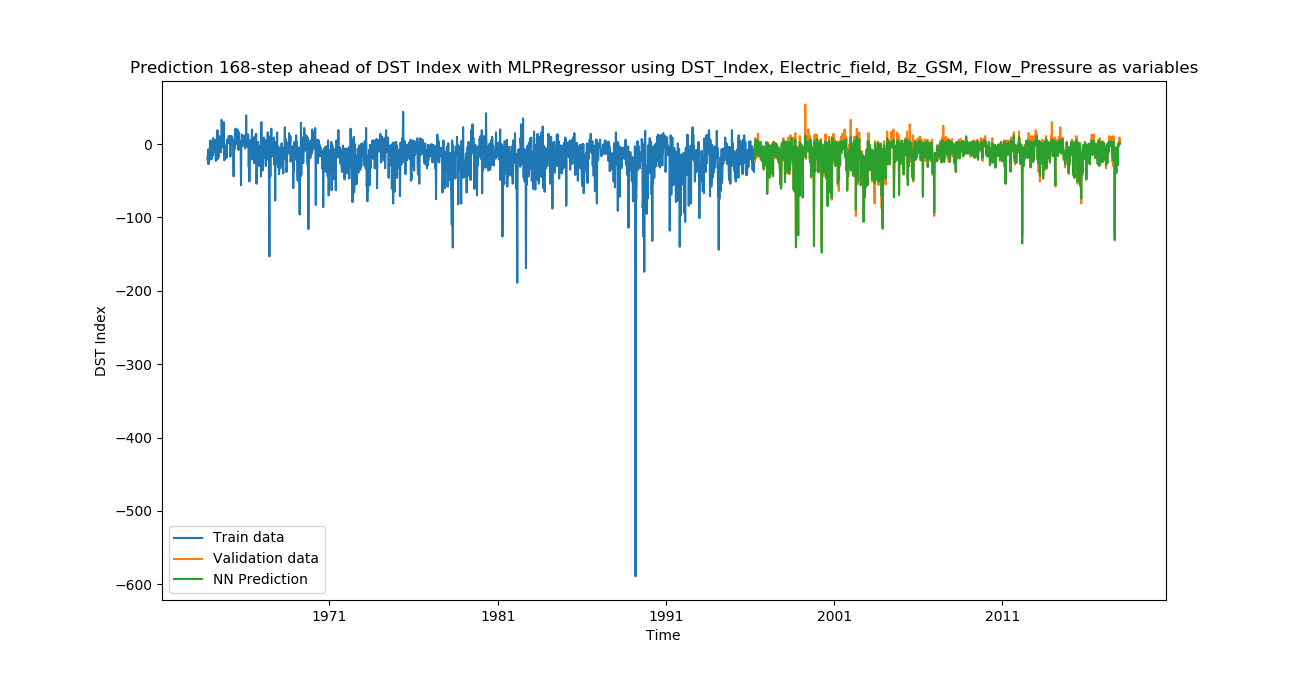 Prediction 168-step ahead of DST Index with MLPRegressor using DST_Index, Electric_field, Bz_GSM, Flow_Pressure as variables
0
−100
−200
−300
−400
−500
−600
DST Index
Train data
Validation data
NN Prediction
1971 1981 1991 2001 2011
Time